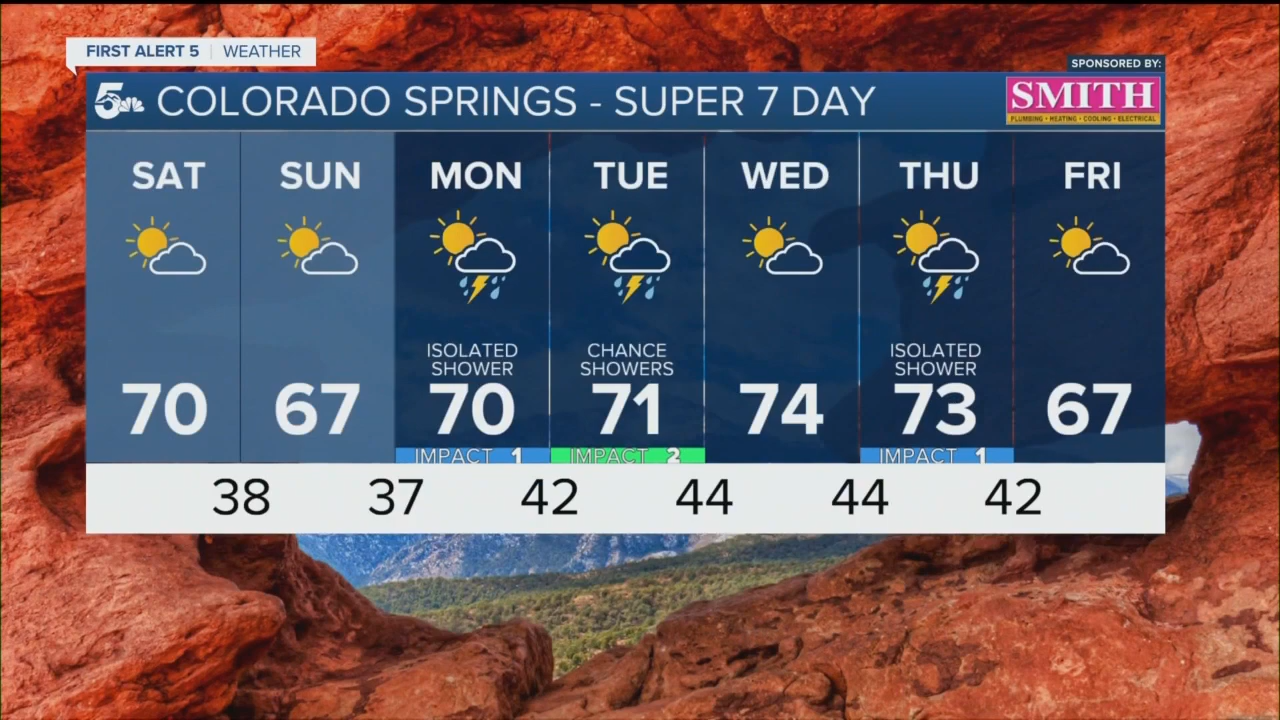 FIRST ALERT 5 | WEATHER
SPONSORED BY:
5 COLORADO SPRINGS - SUPER 7 DAY
SMITH
PLUMBING • HEATING • COOLING • ELECTRICAL
SAT SUN MON TUE WED THU FRI
ISOLATED CHANCE ISOLATED
SHOWER SHOWERS SHOWER
70 67 70 71 74 73 67
IMPACT 1 IMPACT 2 IMPACT 1
38 37 42 44 44 42